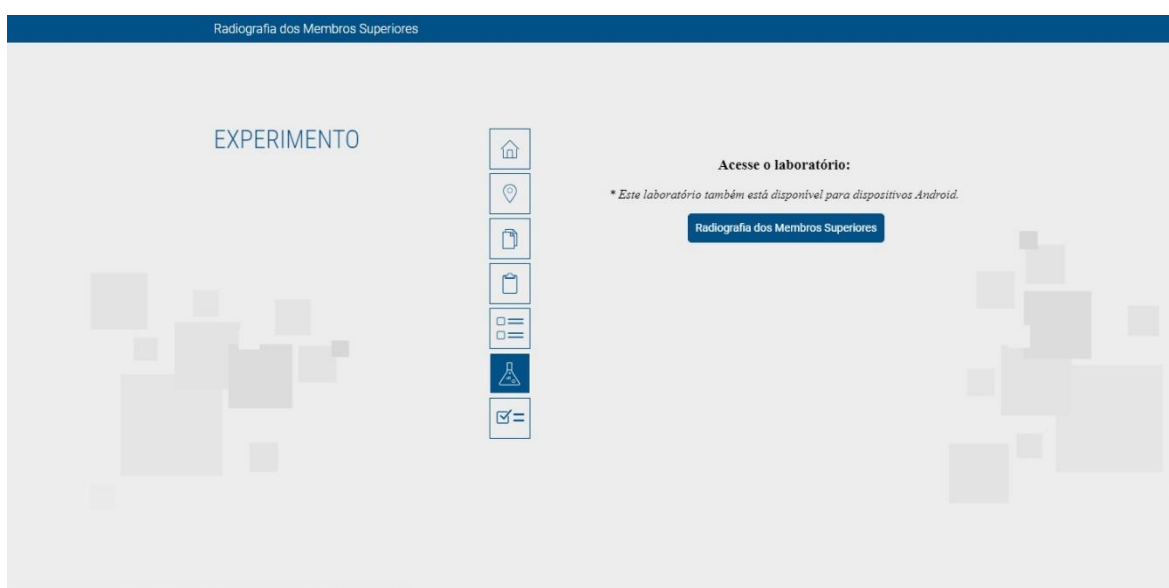 Radiografia dos Membros Superiores
EXPERIMENTO
Acesse o laboratório:
* Este laboratório também está disponível para dispositivos Android.
Radiografia dos Membros Superiores